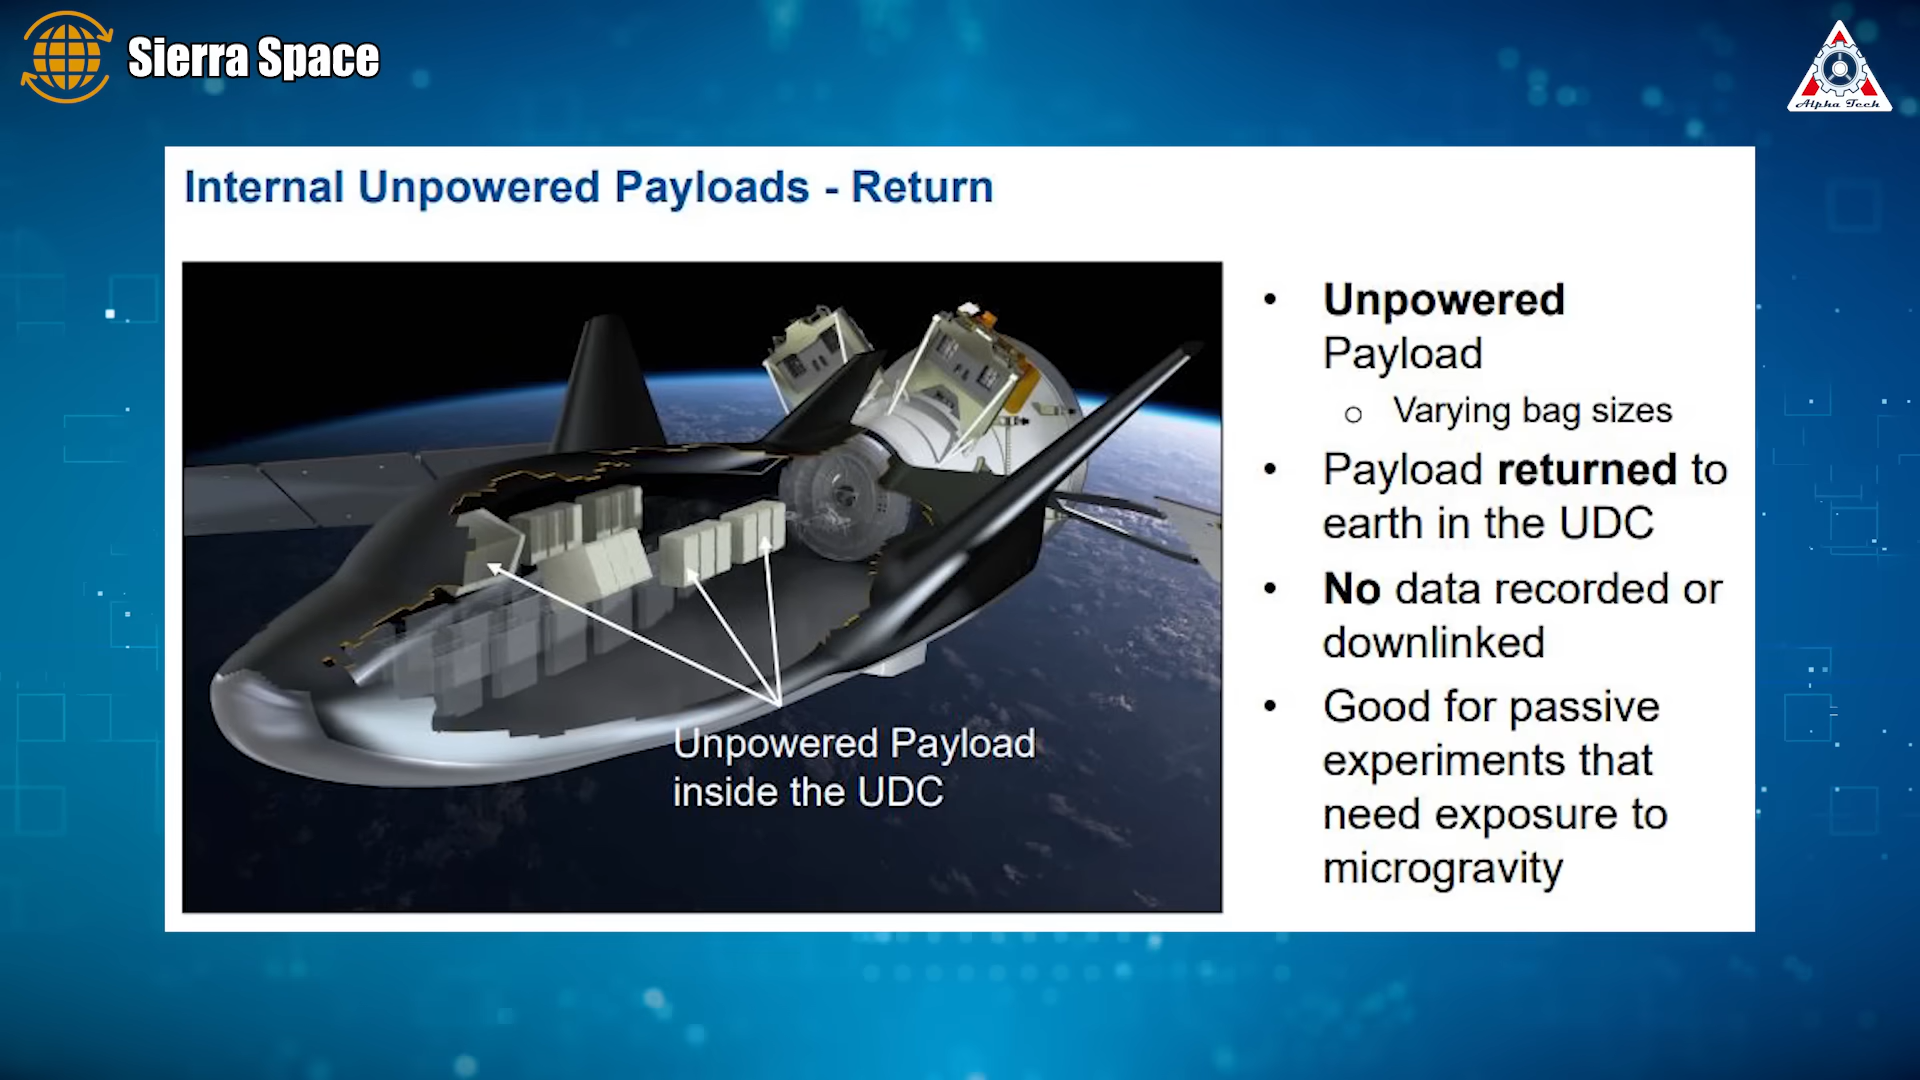 Sierra Space
Alpha Tech
Internal Unpowered Payloads - Return
Unpowered Payload
inside the UDC
• Unpowered
Payload
○ Varying bag sizes
• Payload returned to
earth in the UDC
• No data recorded or
downlinked
• Good for passive
experiments that
need exposure to
microgravity